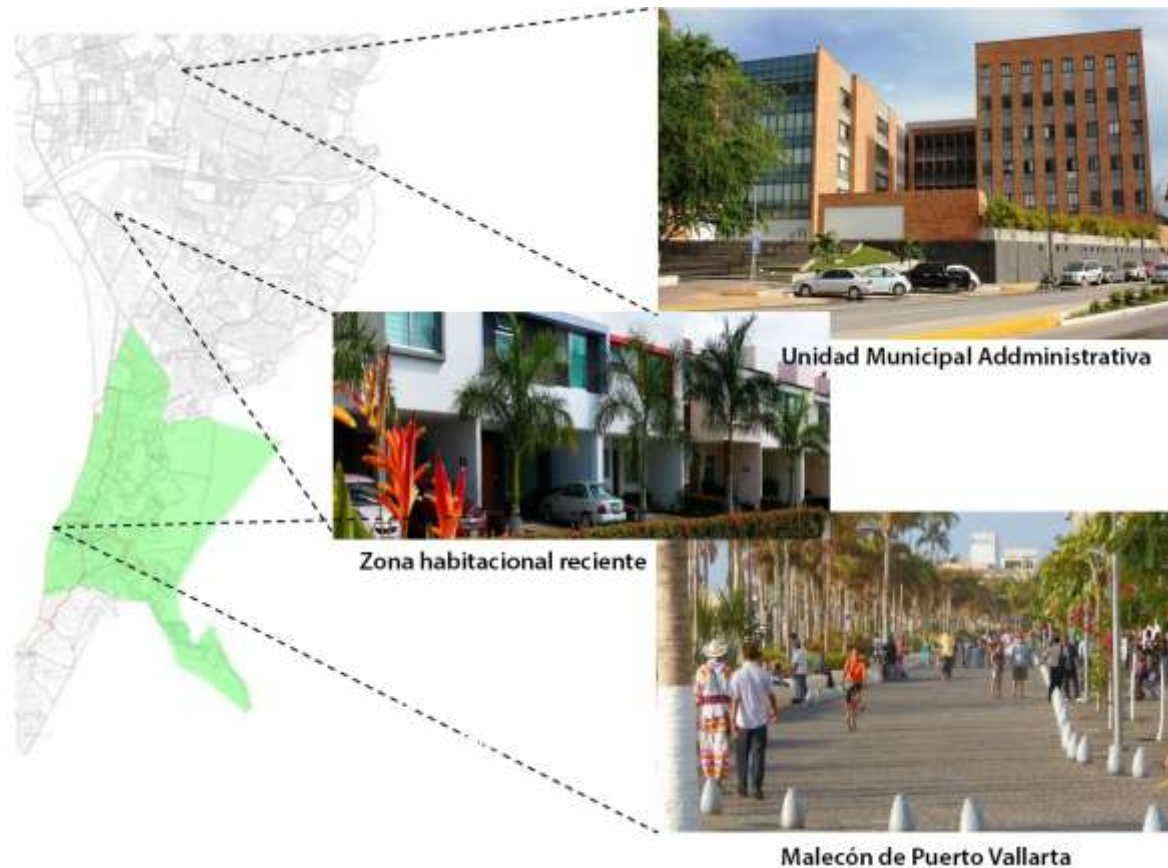 Unidad Municipal Addministrativa
Zona habitacional reciente
Malecón de Puerto Vallarta